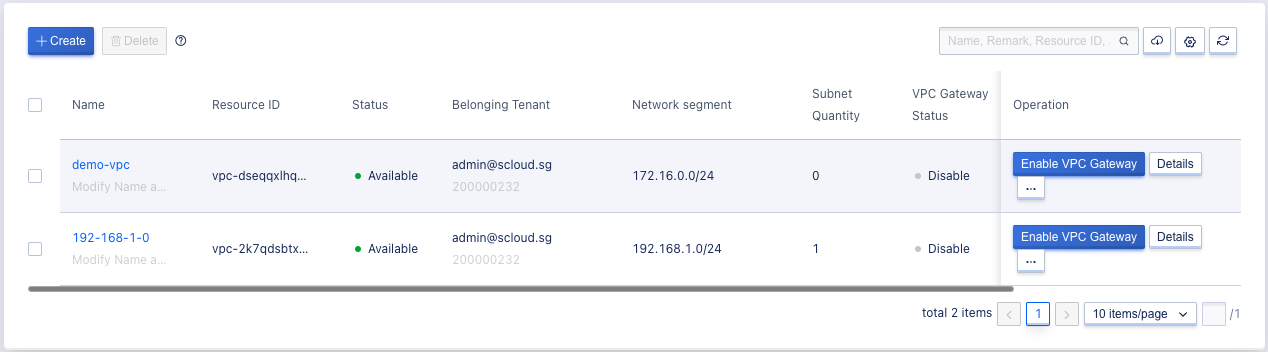 Create Delete
Name, Remark, Resource ID,
Name Resource ID Status Belonging Tenant Network segment Subnet Quantity VPC Gateway Status Operation
demo-vpc
Modify Name a...
vpc-dseqqxlhq...
Available
admin@scloud.sg
200000232
172.16.0.0/24
0
Disable
Enable VPC Gateway Details
...
192-168-1-0
Modify Name a...
vpc-2k7qdsbtx...
Available
admin@scloud.sg
200000232
192.168.1.0/24
1
Disable
Enable VPC Gateway Details
...
total 2 items 1 10 items/page /1